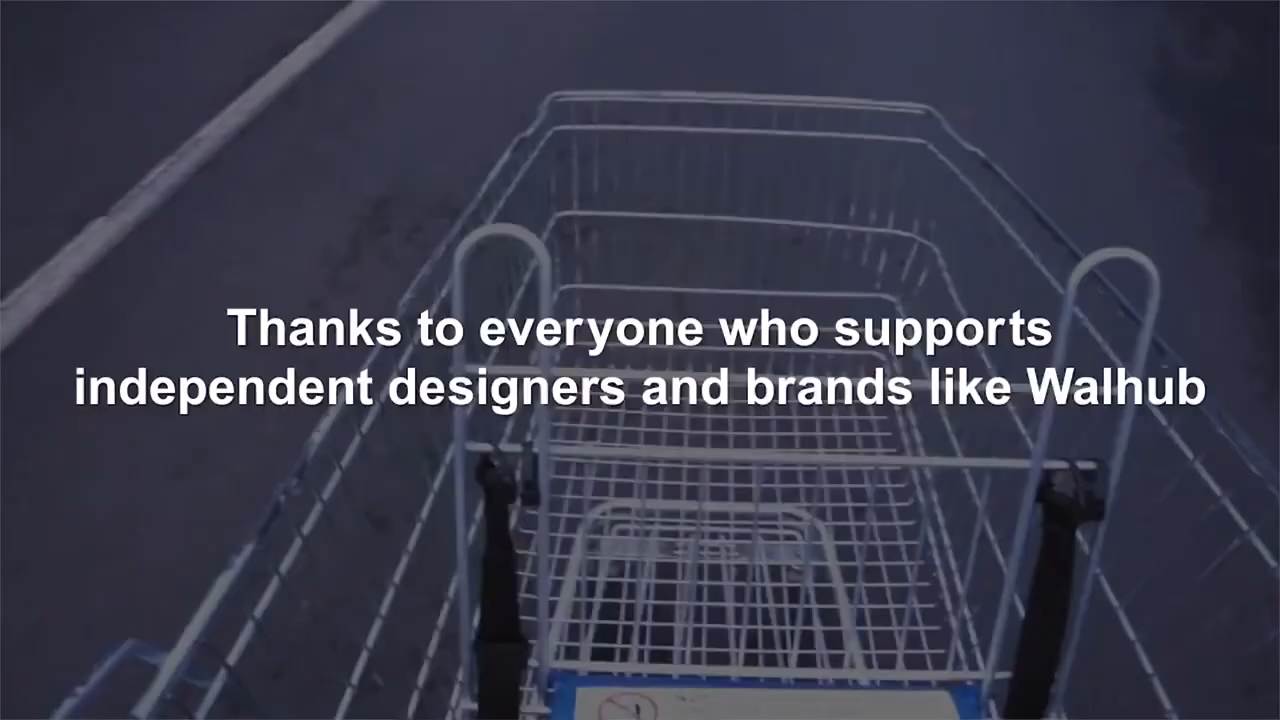 Thanks to everyone who supports
independent designers and brands like Walhub